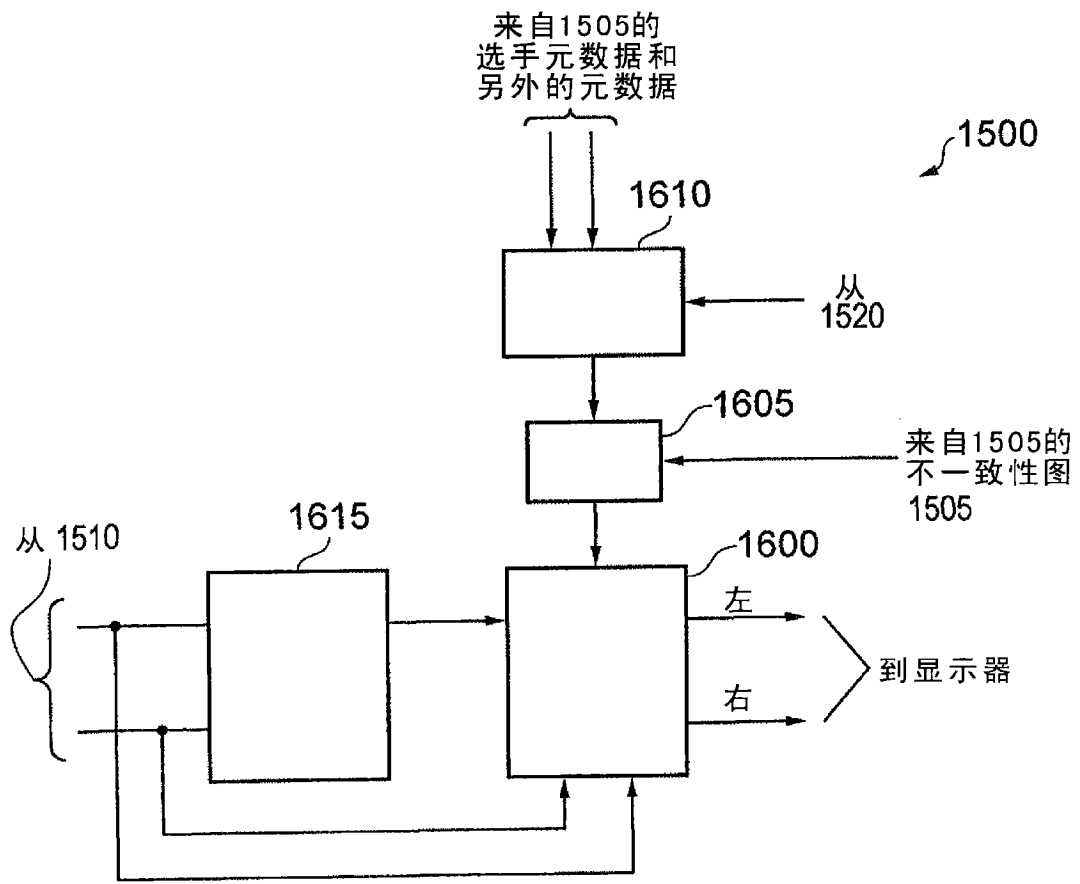 来自1505的
选手元数据和
另外的元数据
1500
1610
从
1520
1605
来自1505的
不一致性图
1505
从 1510
1615
1600
左
右
到显示器